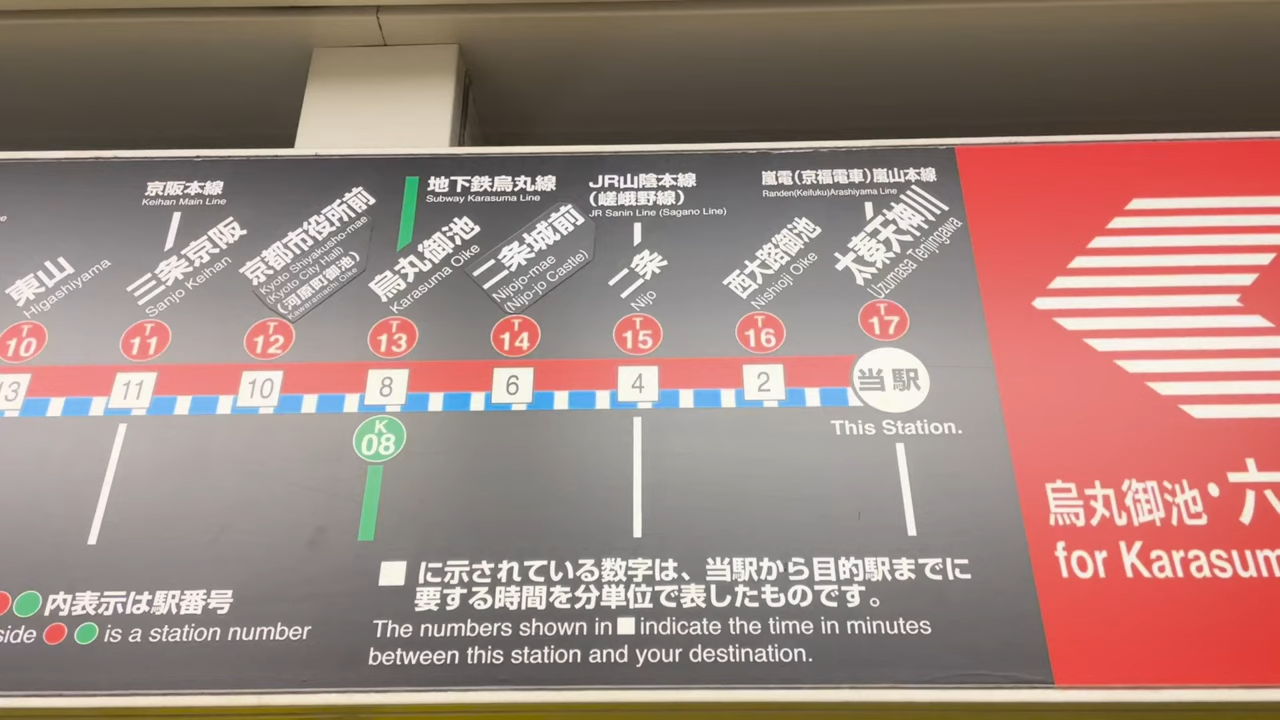 京阪本線
Keihan Main Line
地下鉄烏丸線
Subway Karasuma Line
JR山陰本線
(嵯峨野線)
JR Sanin Line (Sagano Line)
嵐電(京福電車)嵐山本線
Randen(Keifuku)Arashiyama Line
東山
Higashiyama
三条京阪
Sanjo Keihan
京都市役所前
Kyoto Shiyakusho-mae
(Kyoto City Hall)
(河原町御池)
Kawaramachi Oike
烏丸御池
Karasuma Oike
二条城前
Nijojo-mae
(Nijo-jo Castle)
二条
Nijo
西大路御池
Nishioji Oike
太秦天神川
Uzumasa Tenjingawa
T 10
T 11
T 12
T 13
T 14
T 15
T 16
T 17
13 11 10 8 6 4 2 当駅
This Station.
K 08
烏丸御池・六
for Karasum
に示されている数字は、当駅から目的駅までに
要する時間を分単位で表したものです。
The numbers shown in indicate the time in minutes
between this station and your destination.
内表示は駅番号
side is a station number